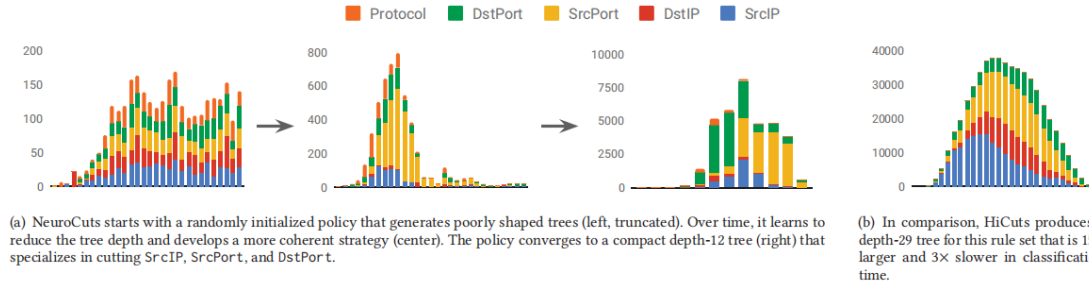 Protocol DstPort SrcPort DstIP SrcIP
200
150
100
50
0
800
600
400
200
0
10000
7500
5000
2500
0
40000
30000
20000
10000
0
(a) NeuroCuts starts with a randomly initialized policy that generates poorly shaped trees (left, truncated). Over time, it learns to
reduce the tree depth and develops a more coherent strategy (center). The policy converges to a compact depth-12 tree (right) that
specializes in cutting SrcIP, SrcPort, and DstPort.
(b) In comparison, HiCuts produces
depth-29 tree for this rule set that is
larger and 3× slower in classificati
time.